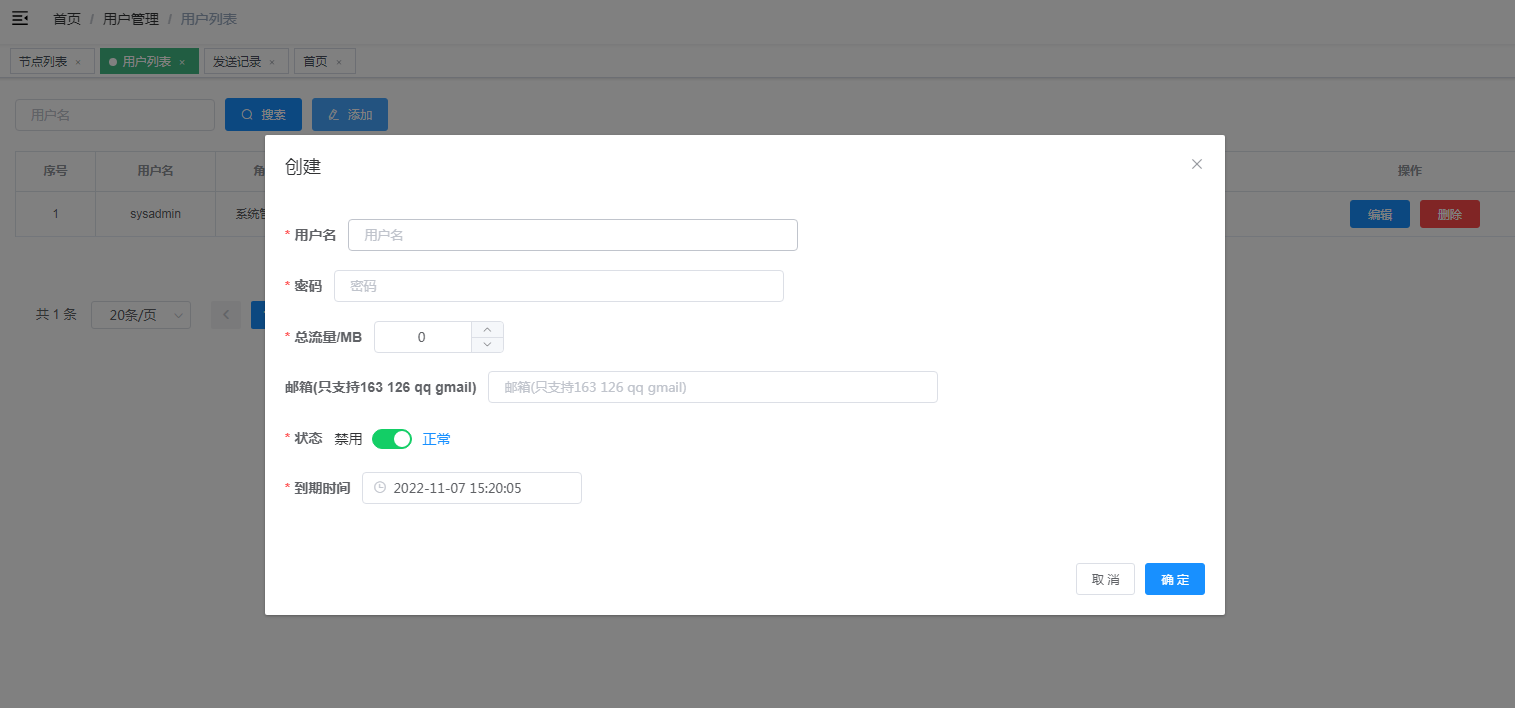 首页 / 用户管理 / 用户列表
节点列表 × 用户列表 × 发送记录 × 首页 ×
用户名 搜索 添加
序号 用户名 操作
1 sysadmin 编辑 删除
共 1 条 20条/页
创建
* 用户名 用户名
* 密码 密码
* 总流量/MB 0
邮箱(只支持163 126 qq gmail) 邮箱(只支持163 126 qq gmail)
* 状态 禁用 正常
* 到期时间 2022-11-07 15:20:05
取 消 确 定